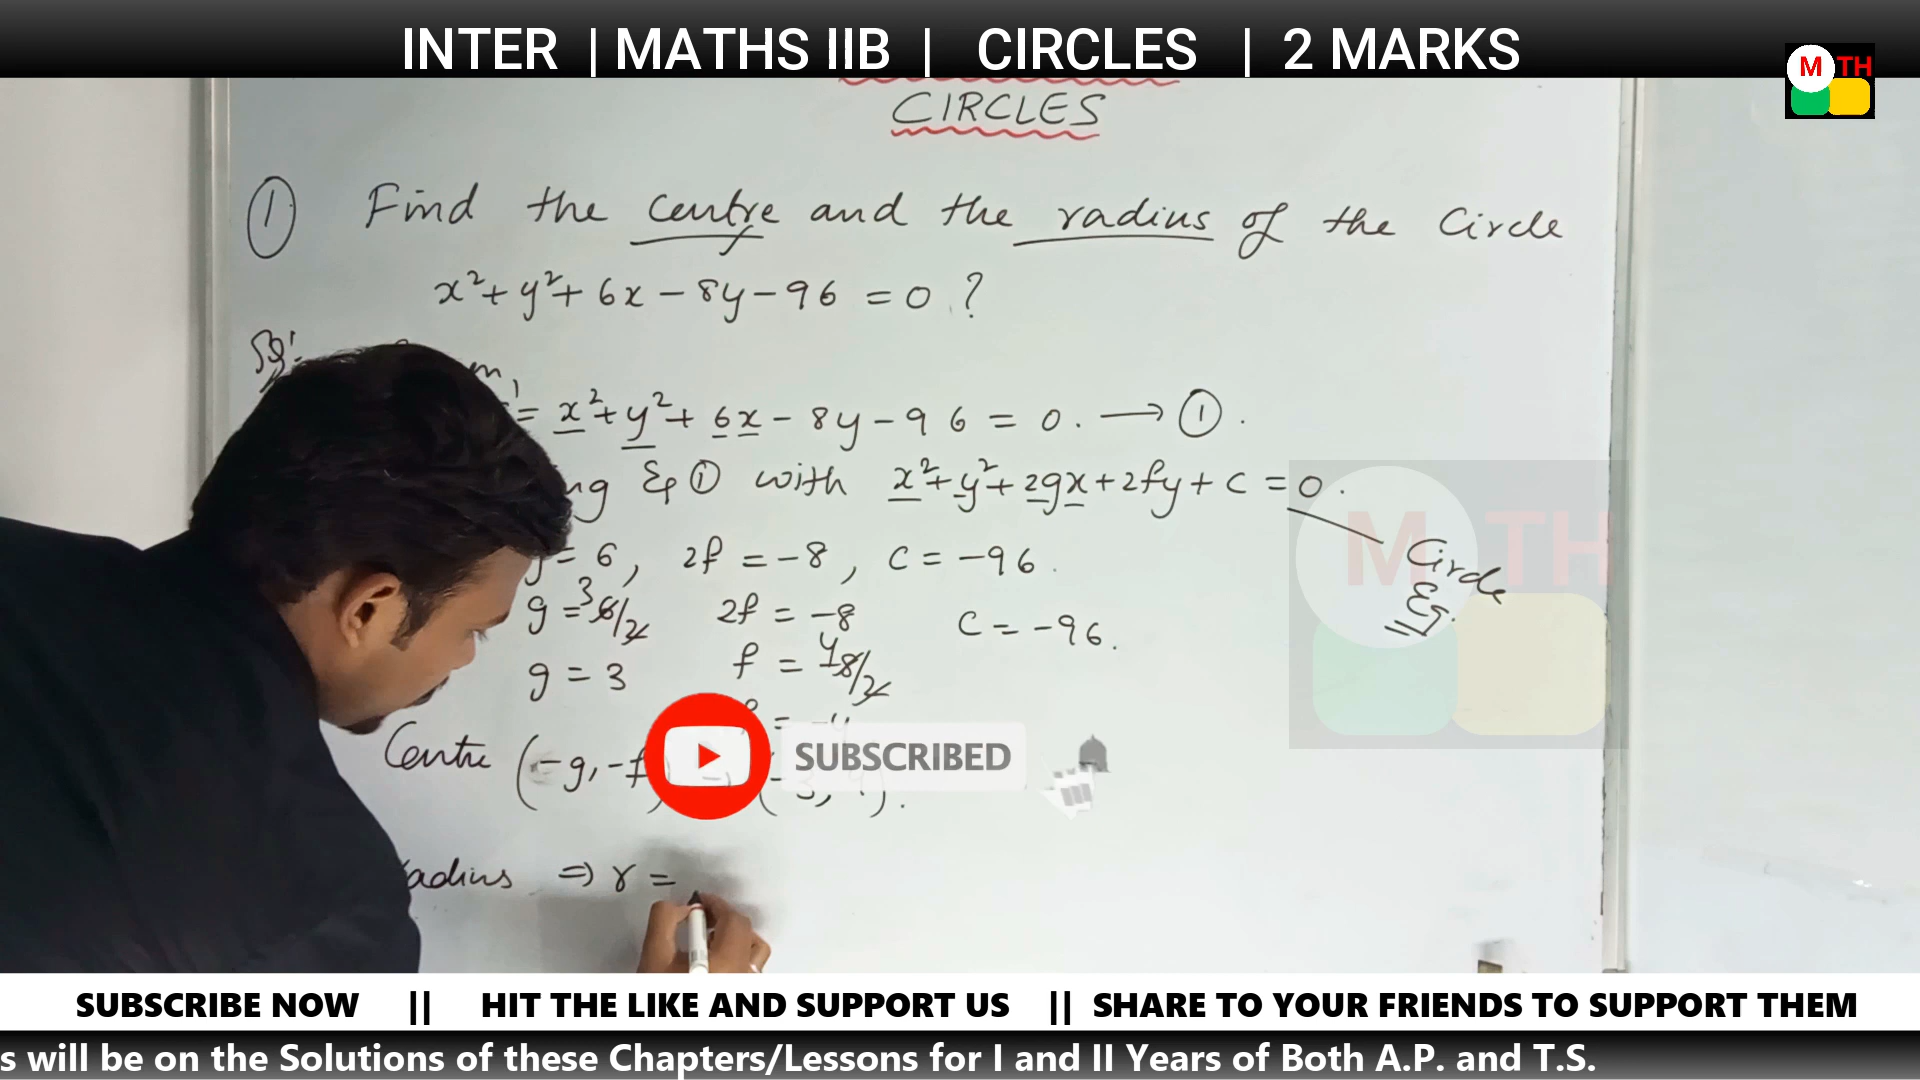 INTER | MATHS IIB | CIRCLES | 2 MARKS
M TH
CIRCLES
① Find the centre and the radius of the Circle
x²+y²+6x-8y-96 =0 ?
= x²+y²+6x-8y-96=0. → ①.
ng Eq ① with x²+y²+2gx+2fy+c=0.
Circle
Eq.
= 6, 2f = -8, c = -96.
g = 6/2 3 2f = -8 c = -96.
g = 3 f = -8/2 4
Centre (-g, -f
SUBSCRIBED
adius ⇒ r =
M TH
SUBSCRIBE NOW || HIT THE LIKE AND SUPPORT US || SHARE TO YOUR FRIENDS TO SUPPORT THEM
s will be on the Solutions of these Chapters/Lessons for I and II Years of Both A.P. and T.S.